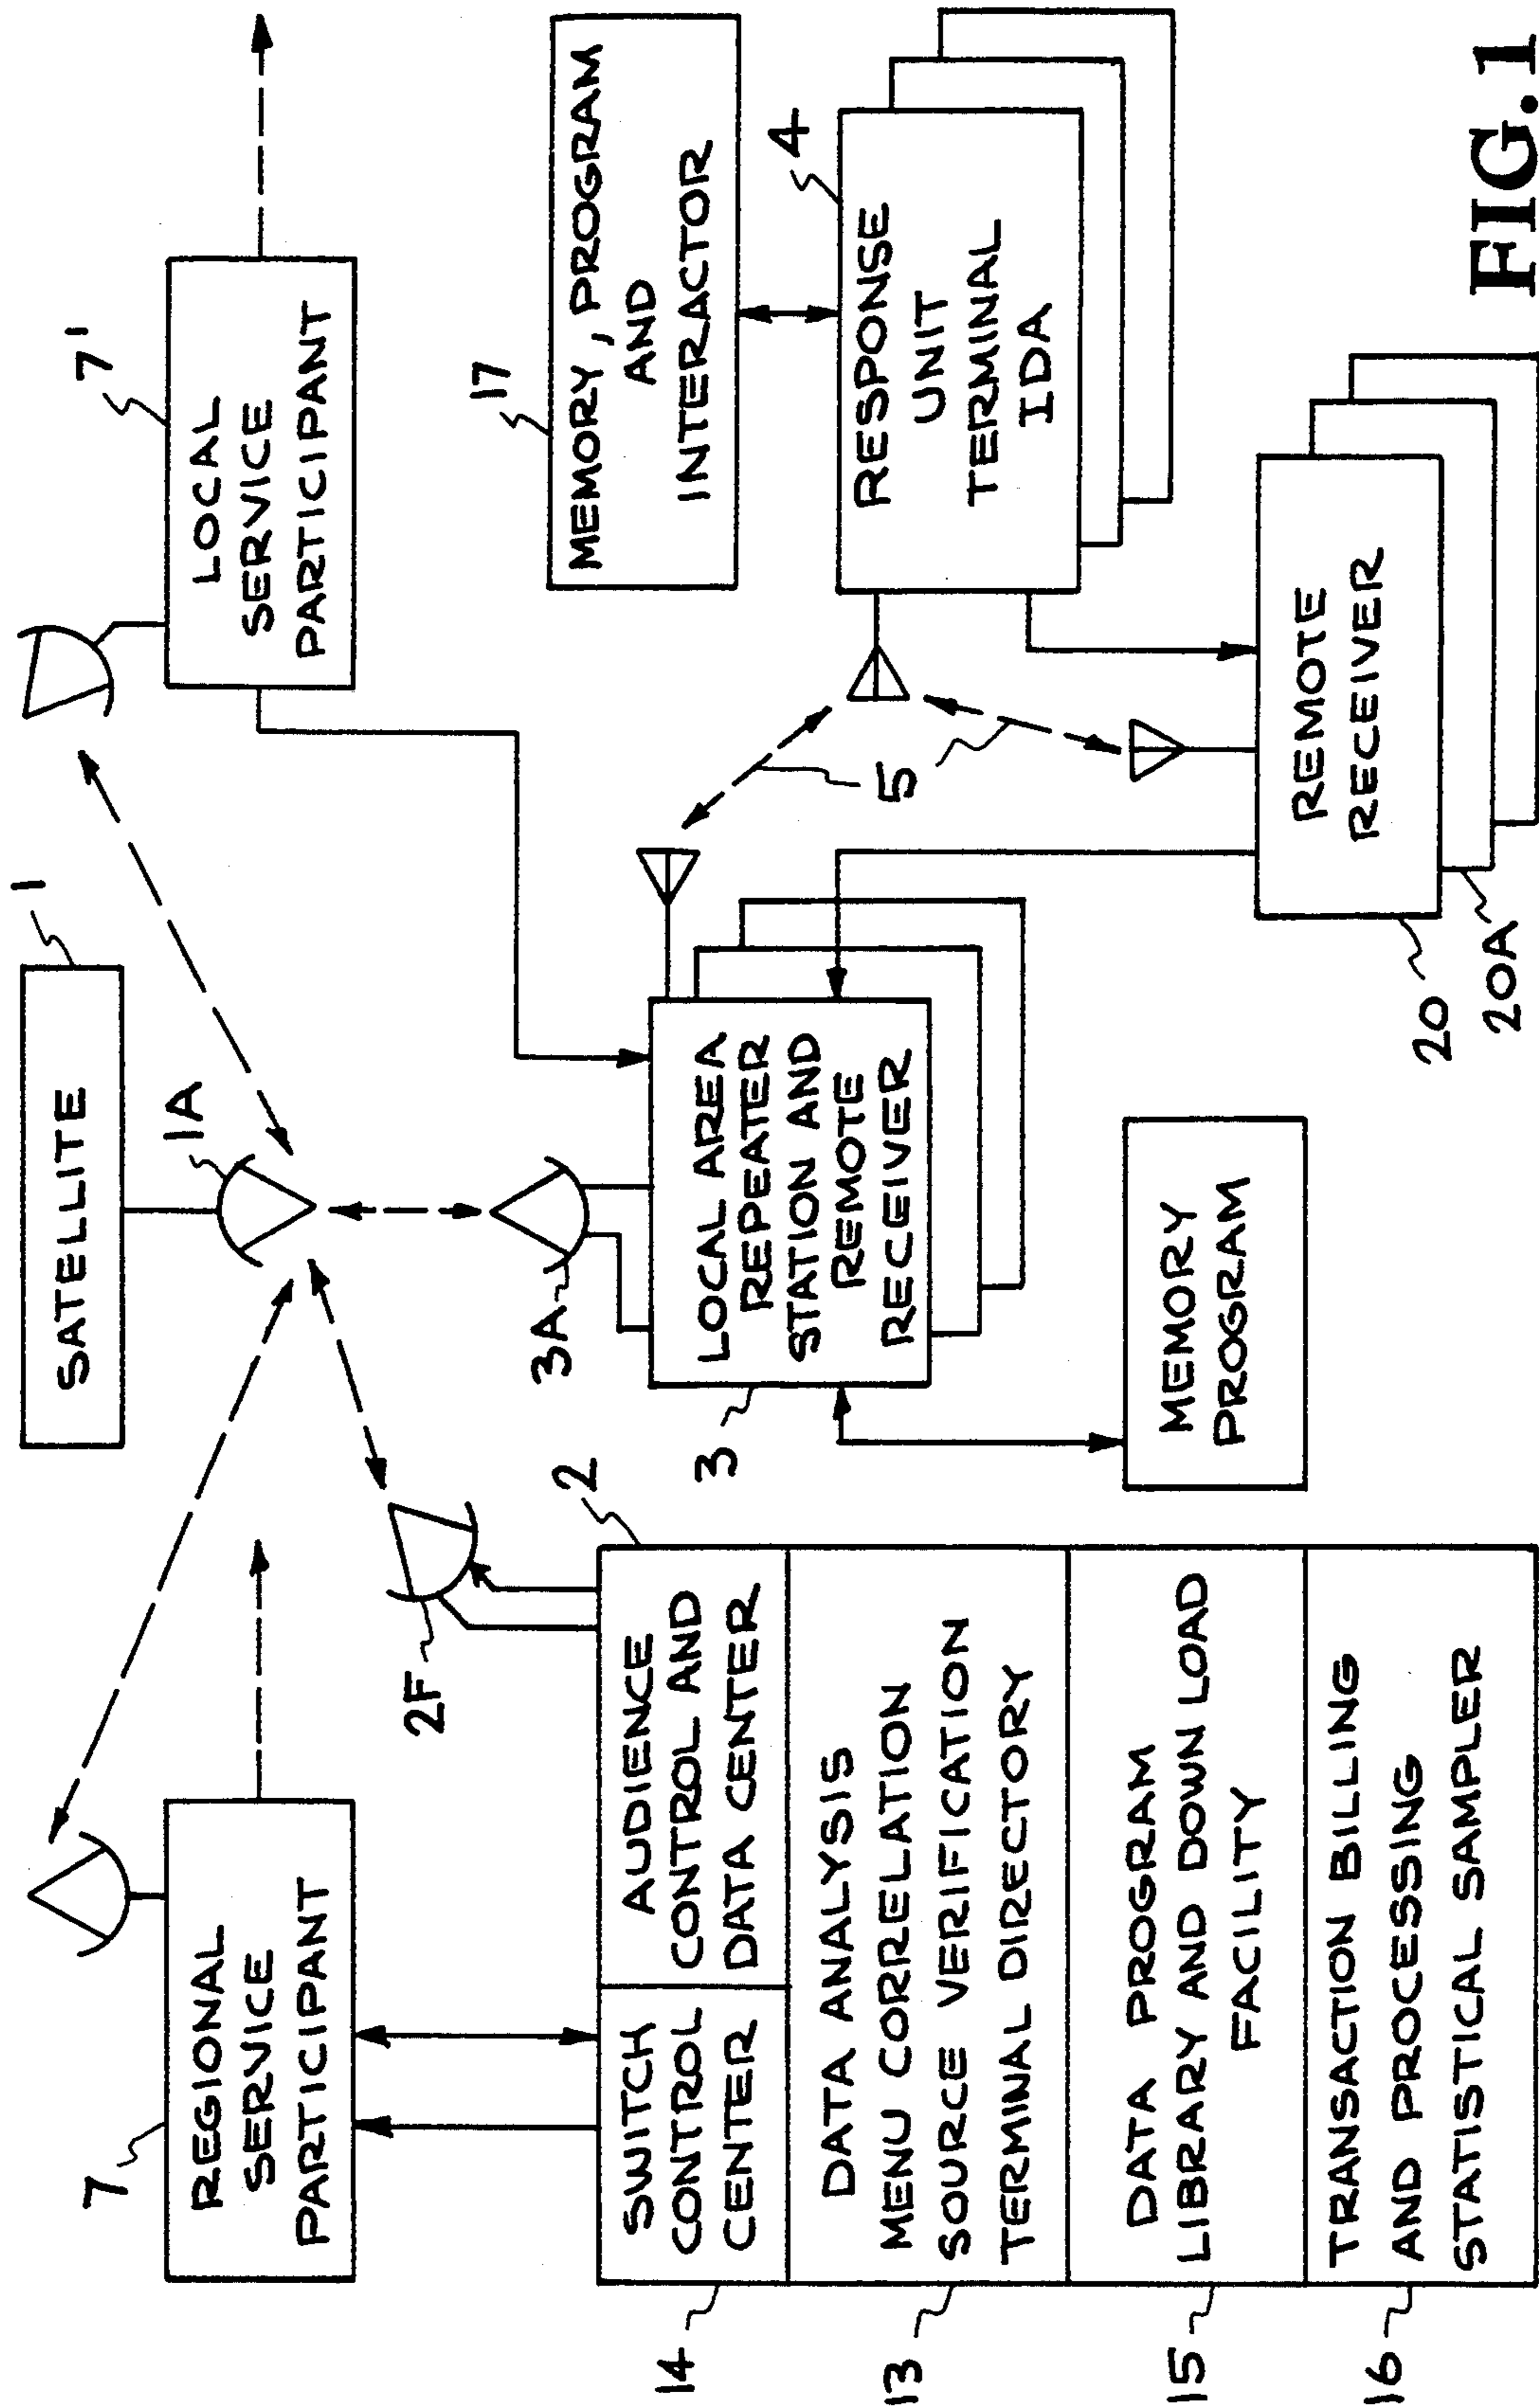 1
SATELLITE
1A
7
REGIONAL
SERVICE
PARTICIPANT
7'
LOCAL
SERVICE
PARTICIPANT
2F
3A
2
14
SWITCH
CONTROL
CENTER
AUDIENCE
CONTROL AND
DATA CENTER
13
DATA ANALYSIS
MENU CORRELATION
SOURCE VERIFICATION
TERMINAL DIRECTORY
15
DATA PROGRAM
LIBRARY AND DOWN LOAD
FACILITY
16
TRANSACTION BILLING
AND PROCESSING
STATISTICAL SAMPLER
3
LOCAL AREA
REPEATER
STATION AND
REMOTE
RECEIVER
MEMORY
PROGRAM
17
MEMORY, PROGRAM
AND
INTERACTOR
4
RESPONSE
UNIT
TERMINAL
IDA
5
REMOTE
RECEIVER
20
20A
FIG.1